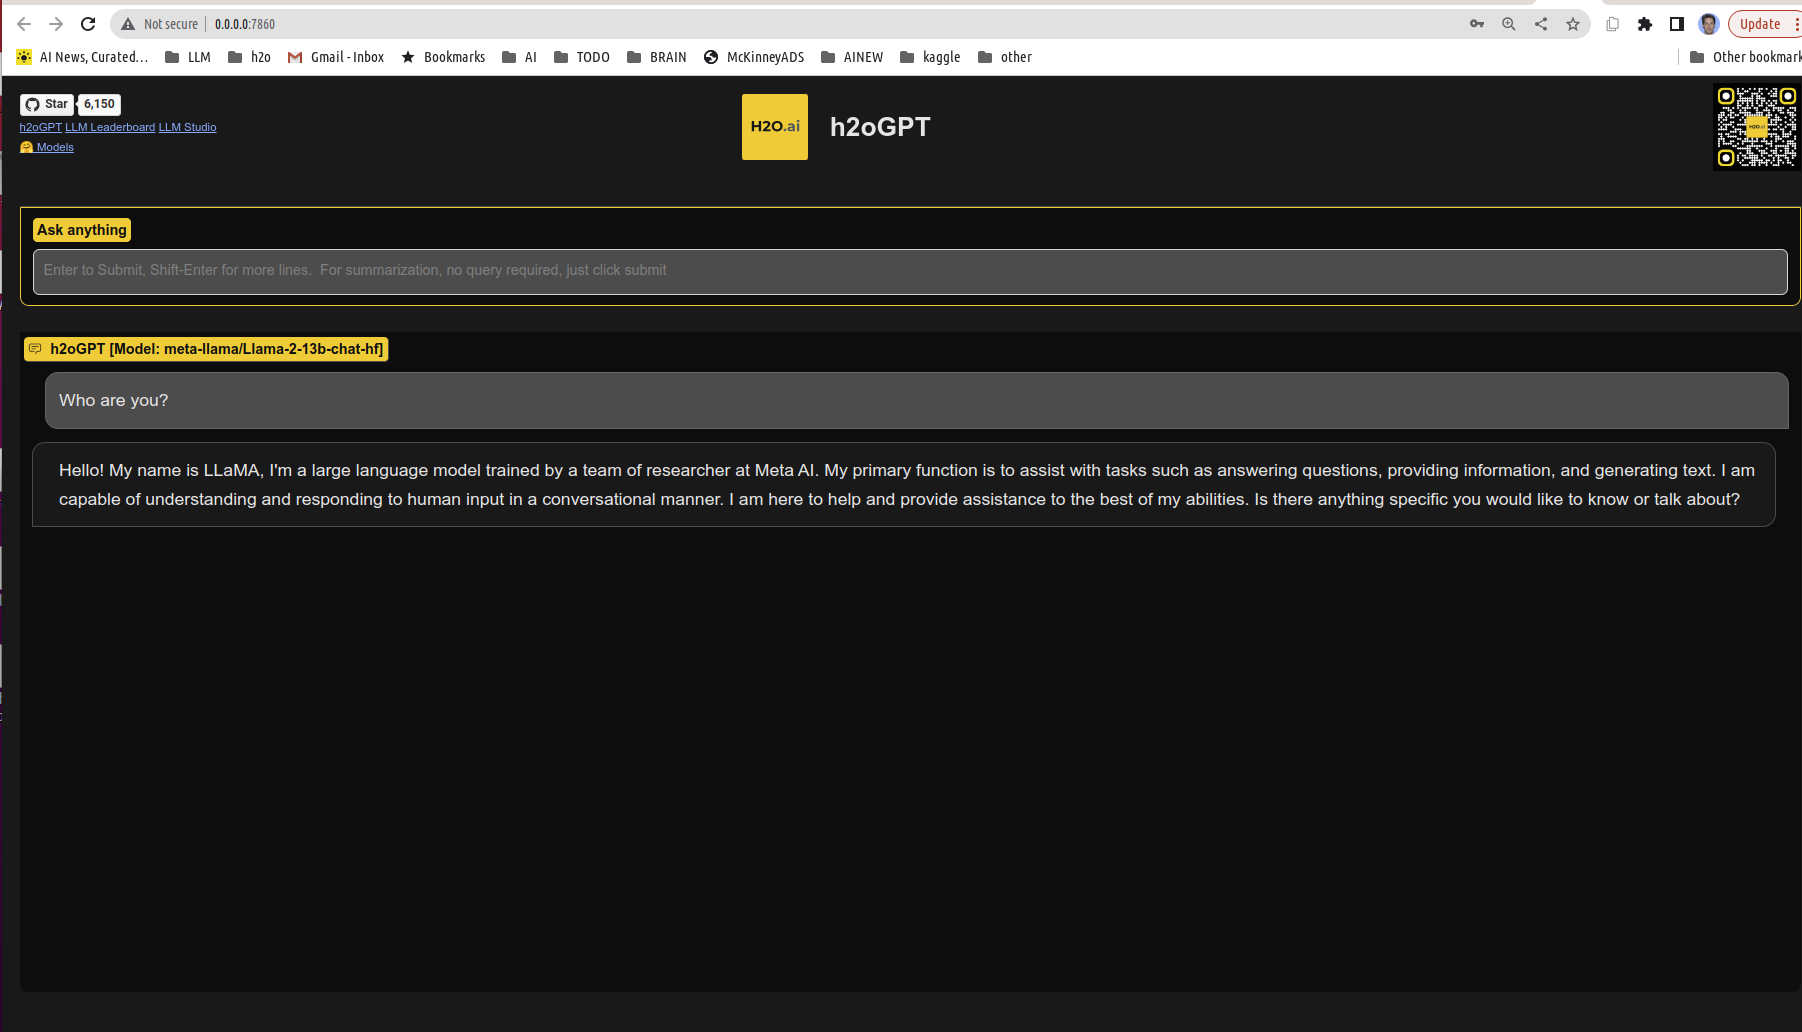 Not secure | 0.0.0.0:7860
Update
AI News, Curated... LLM h2o Gmail - Inbox Bookmarks AI TODO BRAIN McKinneyADS AINEW kaggle other
Other bookmark
Star 6,150
h2oGPT LLM Leaderboard LLM Studio
🤗 Models
H2O.ai
h2oGPT
H2O.ai
Ask anything
Enter to Submit, Shift-Enter for more lines.  For summarization, no query required, just click submit
h2oGPT [Model: meta-llama/Llama-2-13b-chat-hf]
Who are you?
Hello! My name is LLaMA, I'm a large language model trained by a team of researcher at Meta AI. My primary function is to assist with tasks such as answering questions, providing information, and generating text. I am
capable of understanding and responding to human input in a conversational manner. I am here to help and provide assistance to the best of my abilities. Is there anything specific you would like to know or talk about?